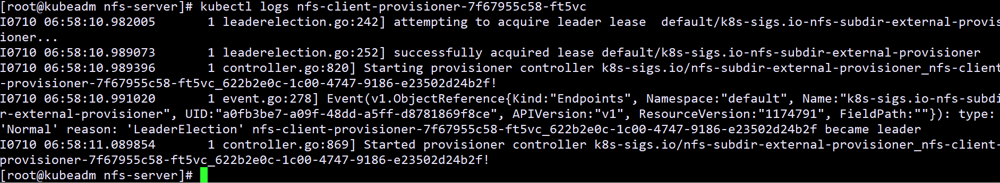 [root@kubeadm nfs-server]# kubectl logs nfs-client-provisioner-7f67955c58-ft5vc
I0710 06:58:10.982005       1 leaderelection.go:242] attempting to acquire leader lease  default/k8s-sigs.io-nfs-subdir-external-provis
ioner...
I0710 06:58:10.989073       1 leaderelection.go:252] successfully acquired lease default/k8s-sigs.io-nfs-subdir-external-provisioner
I0710 06:58:10.989396       1 controller.go:820] Starting provisioner controller k8s-sigs.io/nfs-subdir-external-provisioner_nfs-client
-provisioner-7f67955c58-ft5vc_622b2e0c-1c00-4747-9186-e23502d24b2f!
I0710 06:58:10.991020       1 event.go:278] Event(v1.ObjectReference{Kind:"Endpoints", Namespace:"default", Name:"k8s-sigs.io-nfs-subdi
r-external-provisioner", UID:"a0fb3be7-a09f-48dd-a5ff-d8781869f8ce", APIVersion:"v1", ResourceVersion:"1174791", FieldPath:""}): type:
'Normal' reason: 'LeaderElection' nfs-client-provisioner-7f67955c58-ft5vc_622b2e0c-1c00-4747-9186-e23502d24b2f became leader
I0710 06:58:11.089854       1 controller.go:869] Started provisioner controller k8s-sigs.io/nfs-subdir-external-provisioner_nfs-client-
provisioner-7f67955c58-ft5vc_622b2e0c-1c00-4747-9186-e23502d24b2f!
[root@kubeadm nfs-server]#